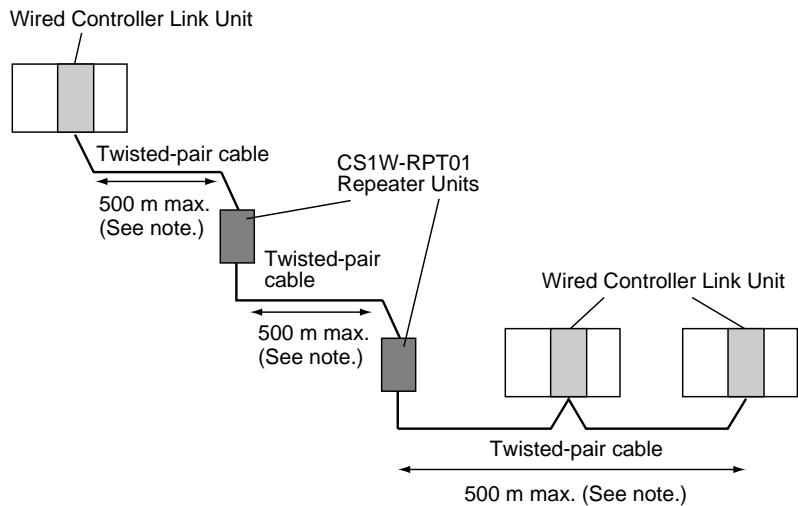 Wired Controller Link Unit
Twisted-pair cable
500 m max.
(See note.)
CS1W-RPT01
Repeater Units
Twisted-pair
cable
500 m max.
(See note.)
Wired Controller Link Unit
Twisted-pair cable
500 m max. (See note.)